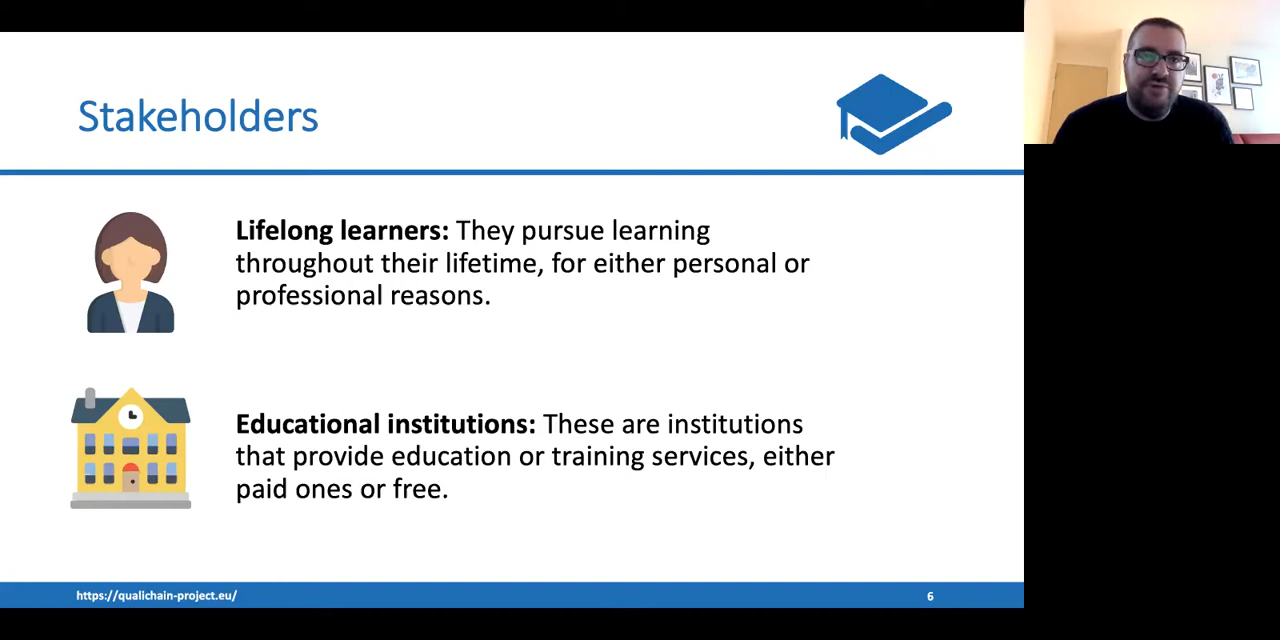 Stakeholders
Lifelong learners: They pursue learning
throughout their lifetime, for either personal or
professional reasons.
Educational institutions: These are institutions
that provide education or training services, either
paid ones or free.
https://qualichain-project.eu/
6